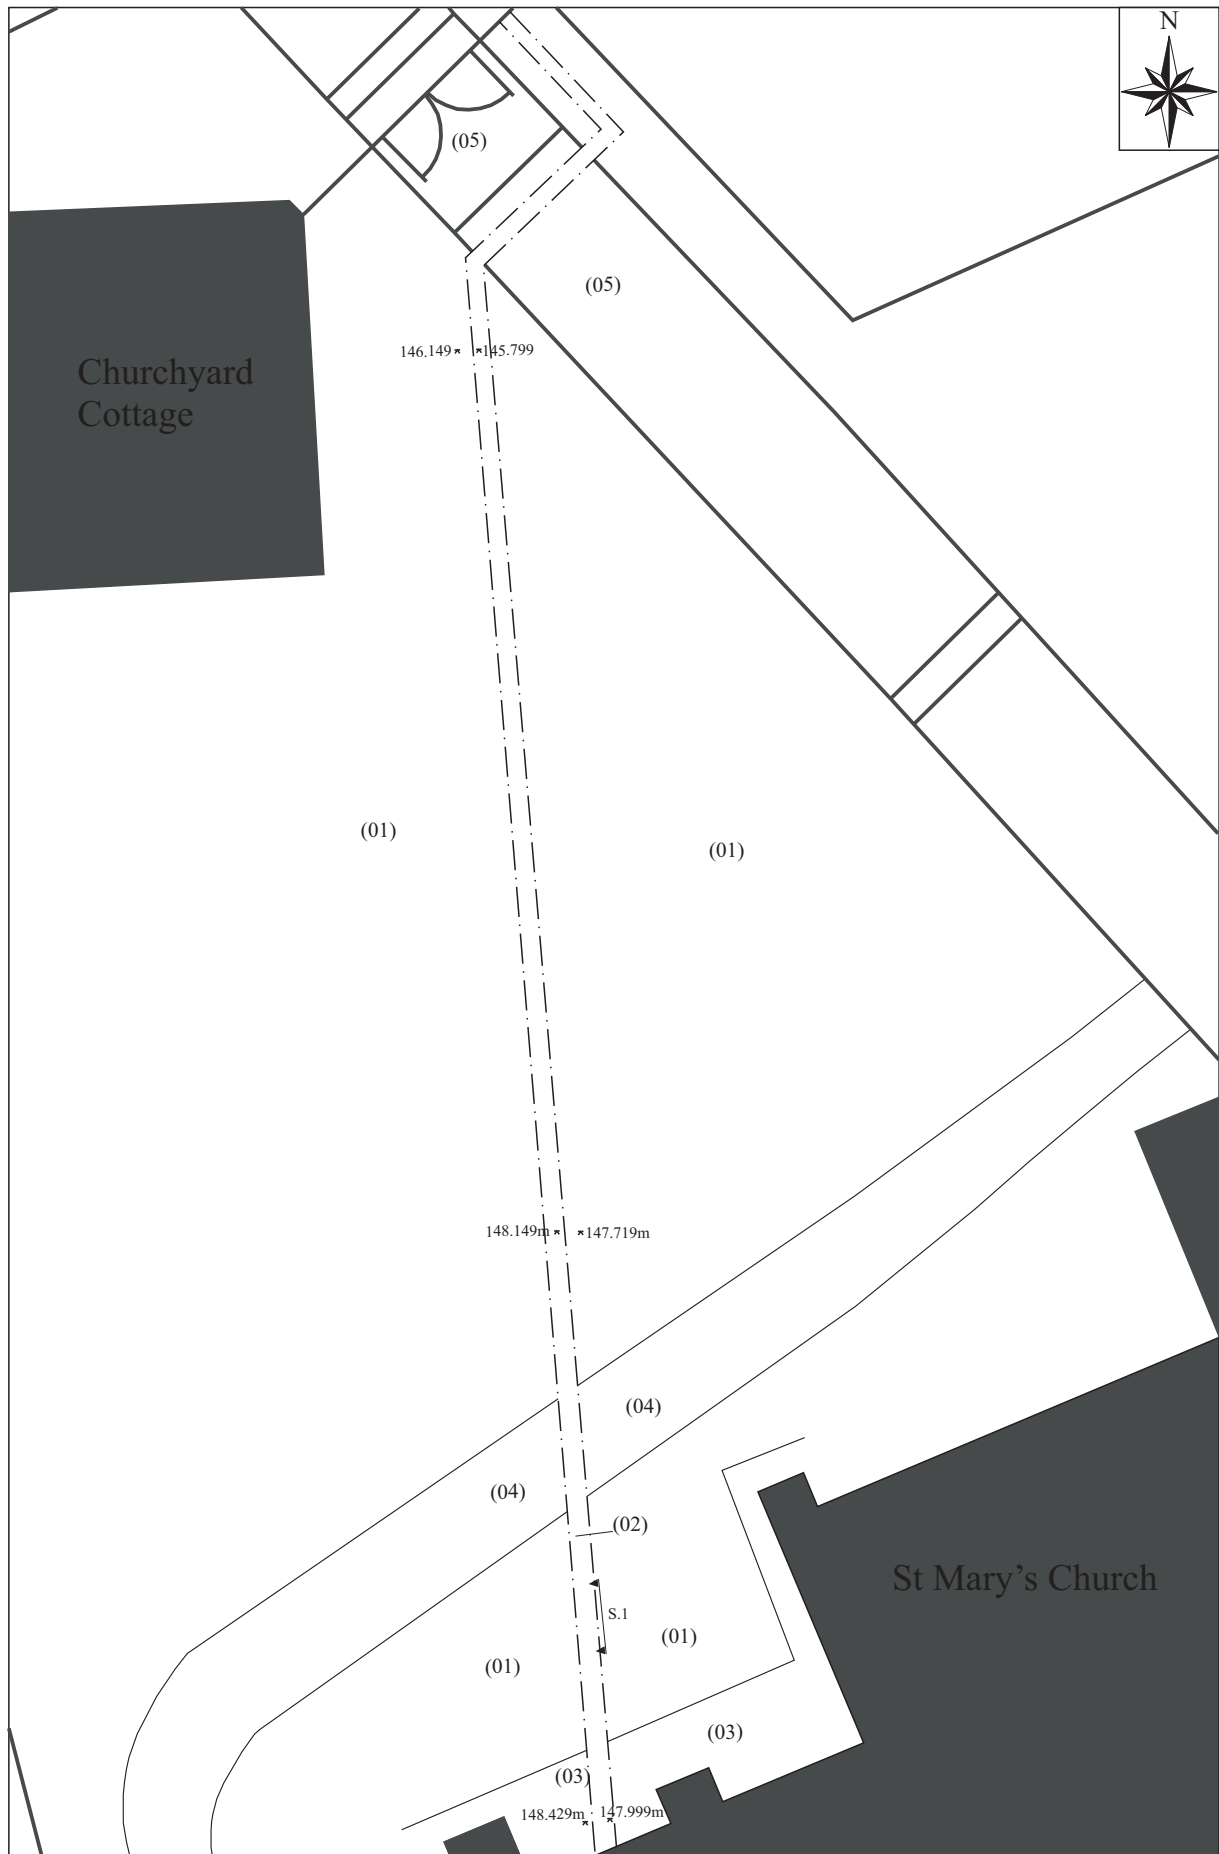 N
(05)
(05)
146.149 145.799
Churchyard
Cottage
(01)
(01)
148.149m 147.719m
(04)
(04)
(02)
St Mary’s Church
S.1
(01)
(01)
(03)
(03)
148.429m 147.999m